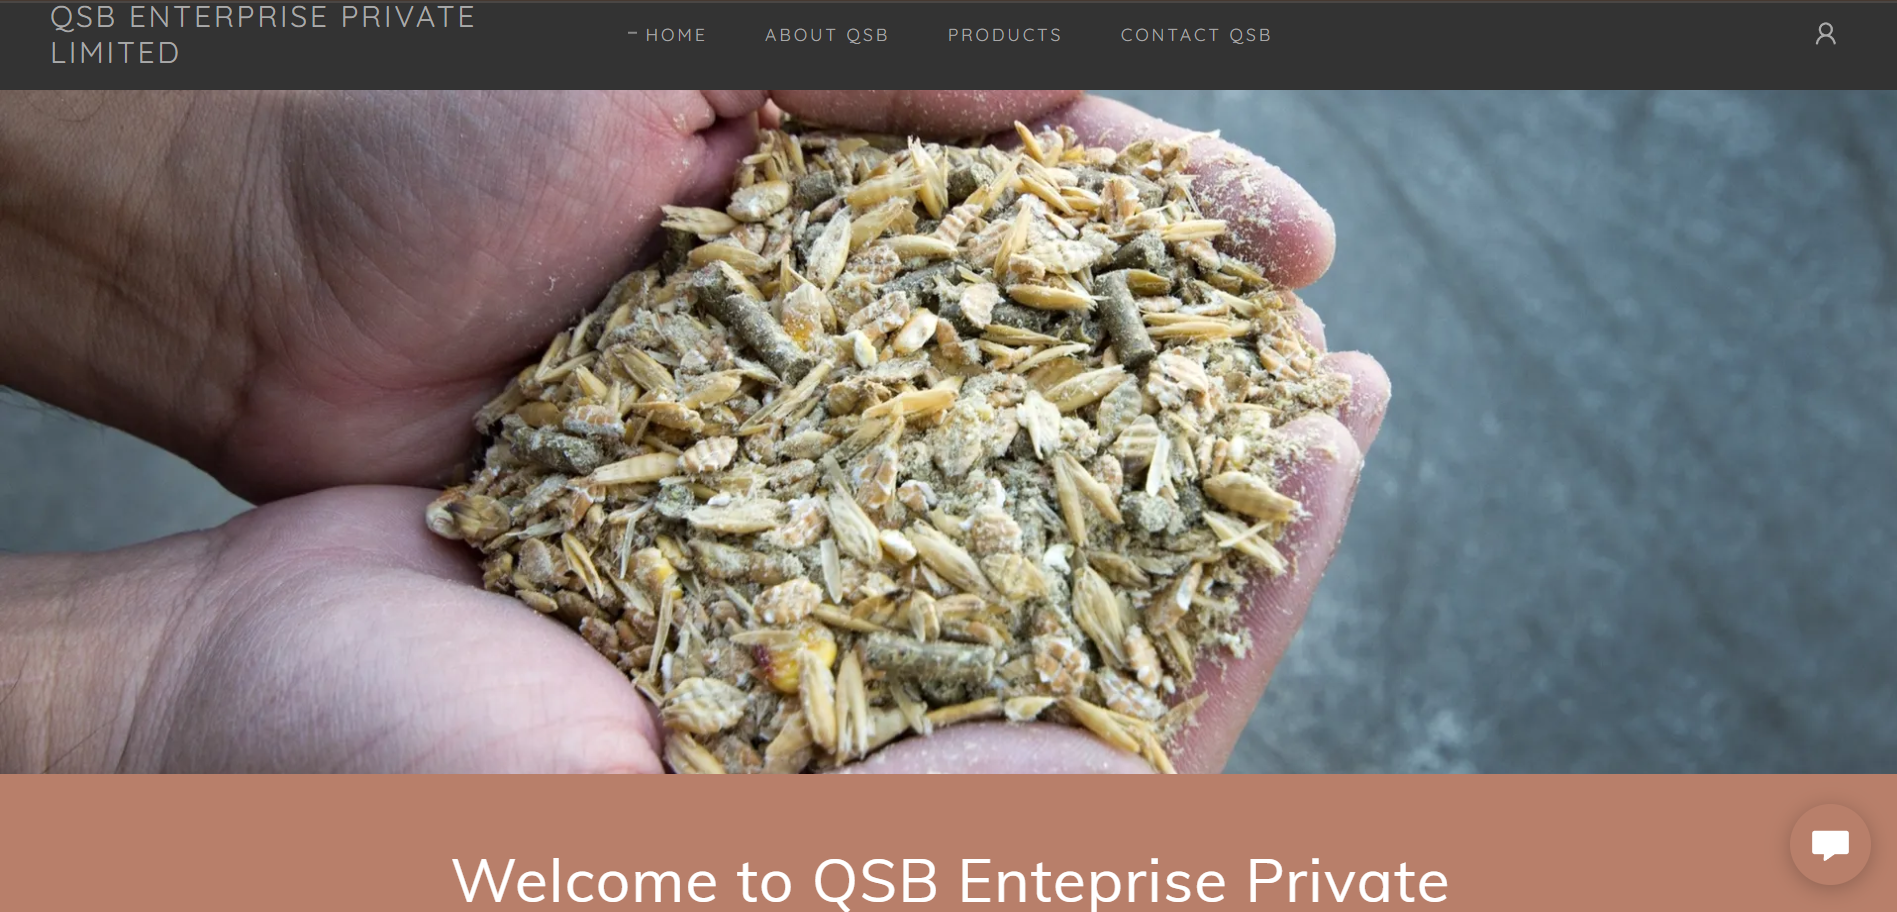 QSB ENTERPRISE PRIVATE
LIMITED
HOME
ABOUT QSB
PRODUCTS
CONTACT QSB
Welcome to QSB Enteprise Private